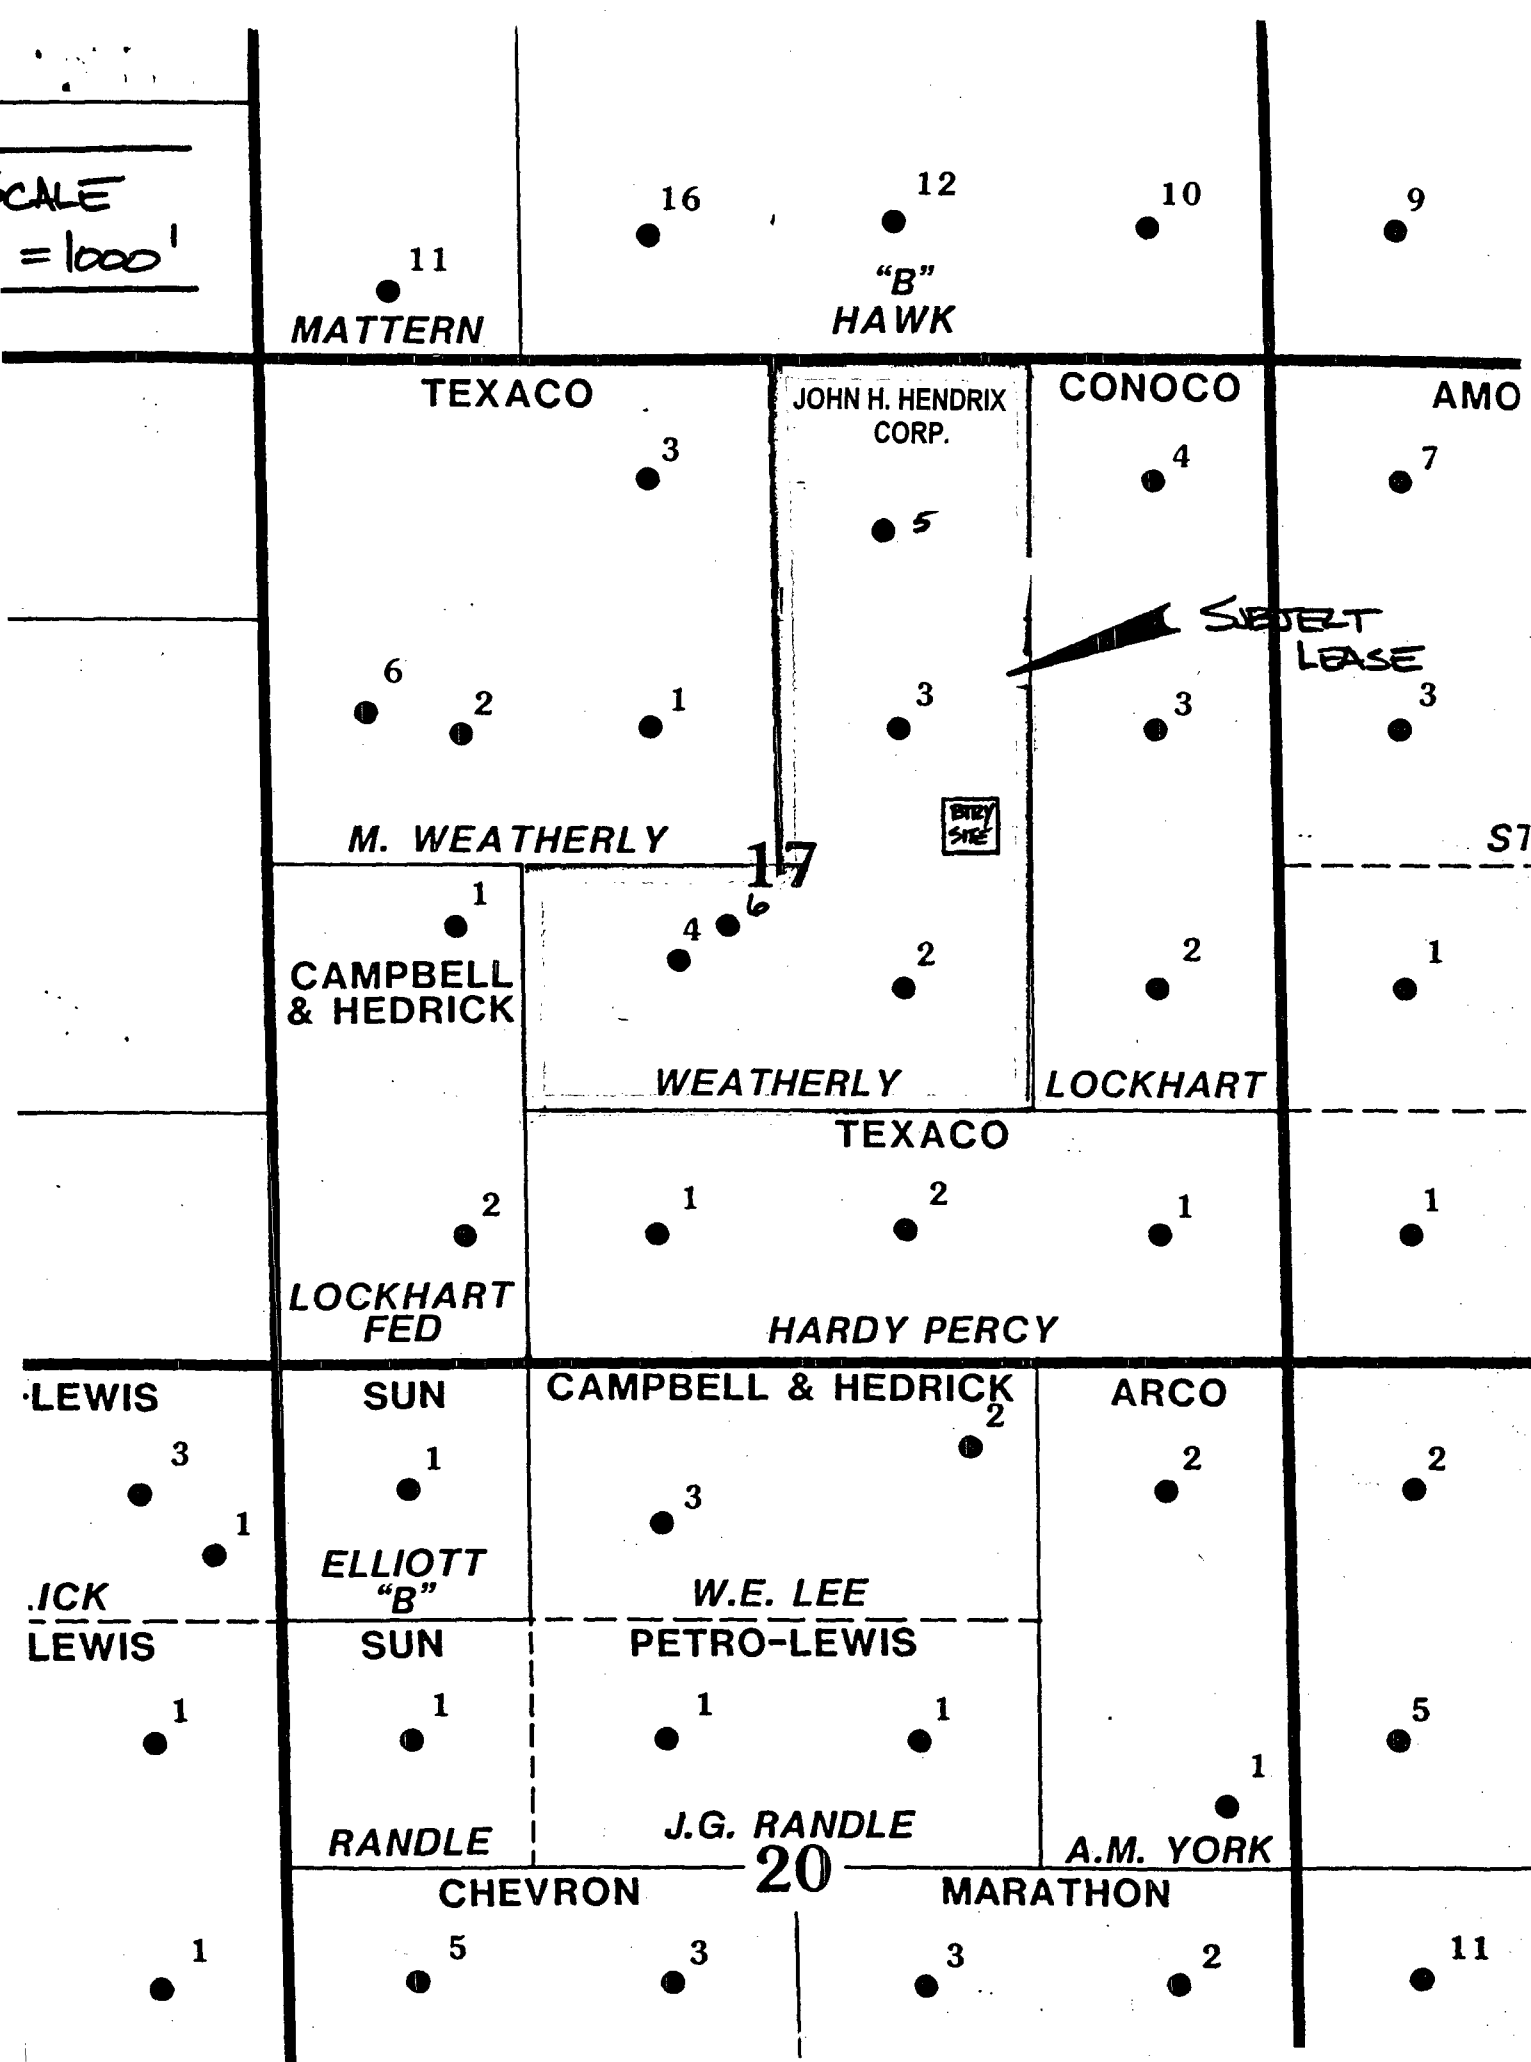 SCALE
= 1000'
16
12
10
9
11
"B"
MATTERN
HAWK
TEXACO
JOHN H. HENDRIX
CORP.
CONOCO
AMO
3
4
7
5
SUBJECT
LEASE
6
2
1
3
3
3
BTRY
SITE
M. WEATHERLY
ST
17
1
6
4
2
2
1
CAMPBELL
& HEDRICK
WEATHERLY
LOCKHART
TEXACO
2
1
2
1
1
LOCKHART
FED
HARDY PERCY
LEWIS
SUN
CAMPBELL & HEDRICK
ARCO
2
3
1
2
2
3
1
ELLIOTT
"B"
ICK
W.E. LEE
LEWIS
SUN
PETRO-LEWIS
1
1
1
1
5
1
RANDLE
J.G. RANDLE
A.M. YORK
20
CHEVRON
MARATHON
1
5
3
3
2
11